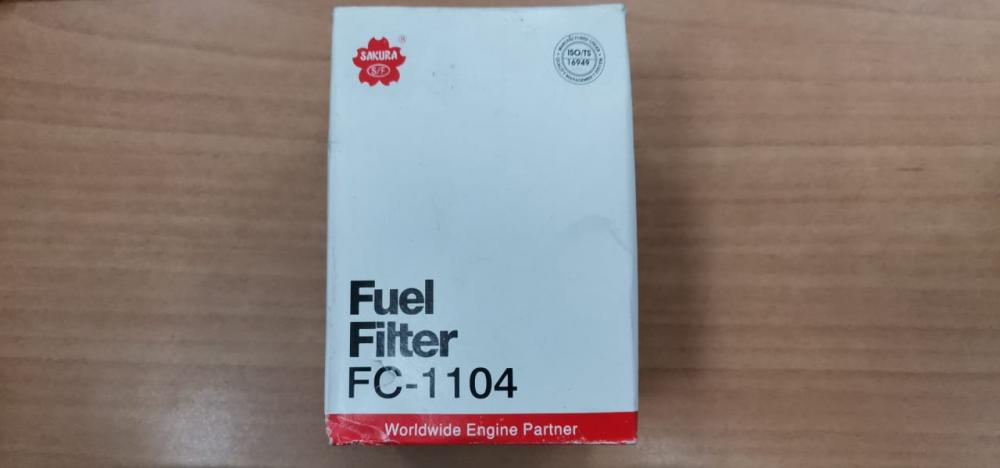 SAKURA
®
S/F
ISO/TS
16949
Fuel
Filter
FC-1104
Worldwide Engine Partner